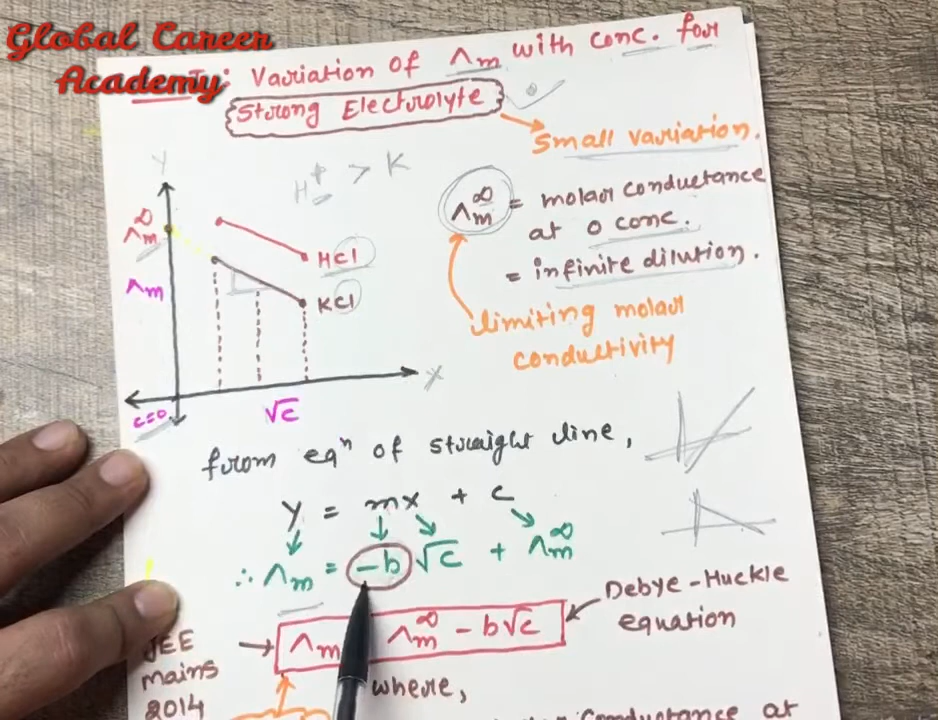 Global Career
Academy
: Variation of Λm with conc. for
Strong Electrolyte
Small variation.
Y
H⁺ > K
Λm^∞ = molar conductance
at 0 conc.
= infinite dilution.
limiting molar
conductivity
Λm^∞
HCl
Λm
KCl
X
c=0
√c
from eqⁿ of straight line,
Y = mx + c
∴ Λm = -b √c + Λm^∞
Debye-Huckle
equation
Λm Λm^∞ - b√c
JEE
Mains
2014
where,
Conductance at